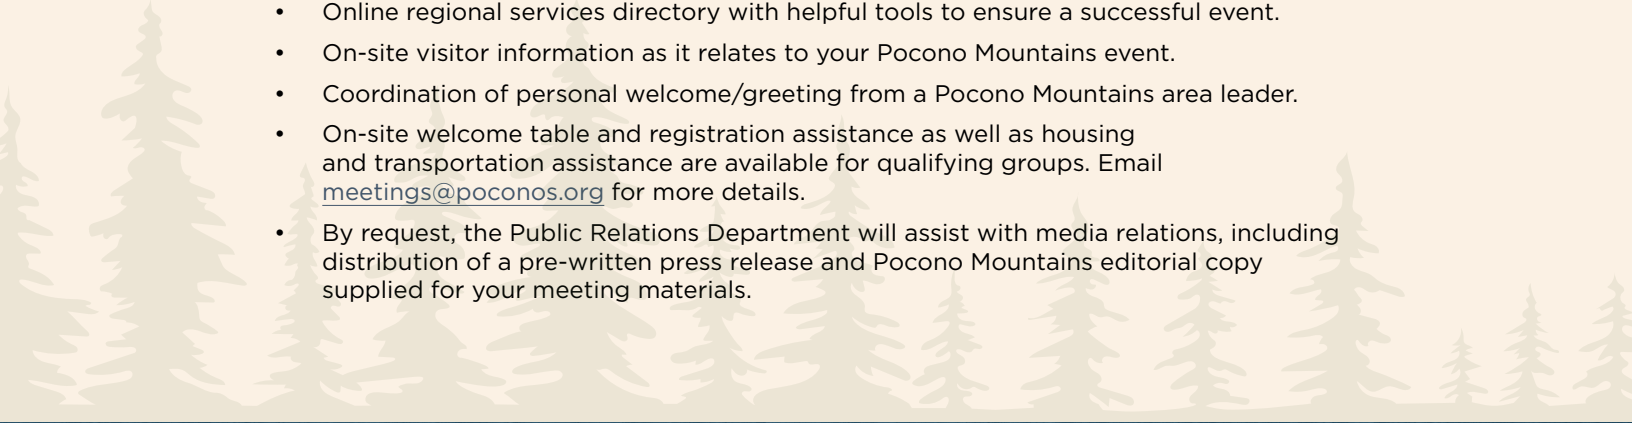 • Online regional services directory with helpful tools to ensure a successful event.
• On-site visitor information as it relates to your Pocono Mountains event.
• Coordination of personal welcome/greeting from a Pocono Mountains area leader.
• On-site welcome table and registration assistance as well as housing
and transportation assistance are available for qualifying groups. Email
meetings@poconos.org for more details.
• By request, the Public Relations Department will assist with media relations, including
distribution of a pre-written press release and Pocono Mountains editorial copy
supplied for your meeting materials.